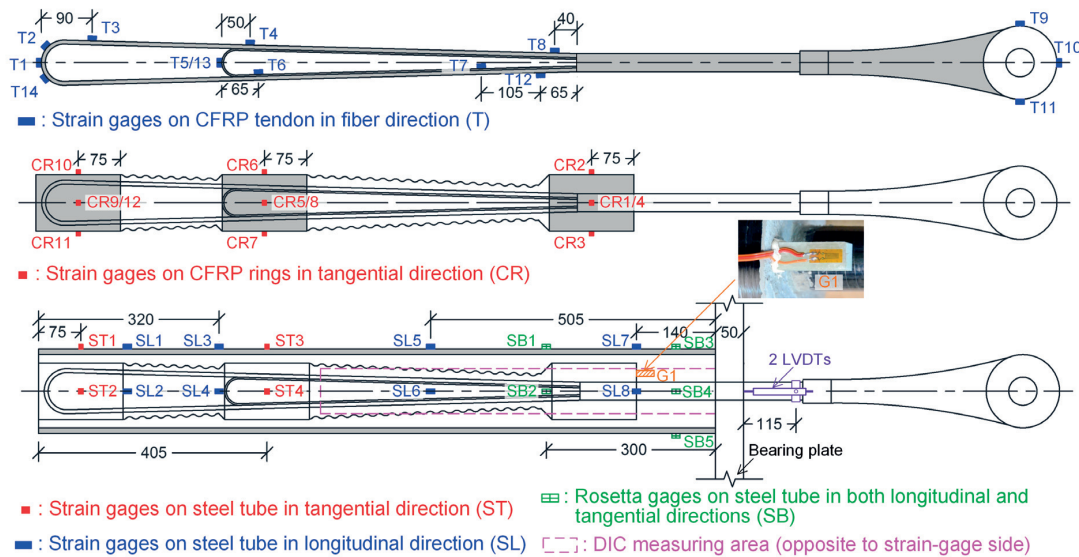 90
T3
50
T4
40
T2
T8
T9
T1
T5/13
T6
T7
T10
T14
65
T12
105
65
T11
: Strain gages on CFRP tendon in fiber direction (T)
CR10
75
CR6
75
CR2
75
CR9/12
CR5/8
CR1/4
CR11
CR7
CR3
: Strain gages on CFRP rings in tangential direction (CR)
G1
320
505
75
140
50
ST1
SL1
SL3
ST3
SL5
SB1
SL7
SB3
2 LVDTs
G1
ST2
SL2
SL4
ST4
SL6
SB2
SL8
SB4
115
SB5
405
300
Bearing plate
: Strain gages on steel tube in tangential direction (ST)
: Rosetta gages on steel tube in both longitudinal and
tangential directions (SB)
: Strain gages on steel tube in longitudinal direction (SL)
: DIC measuring area (opposite to strain-gage side)